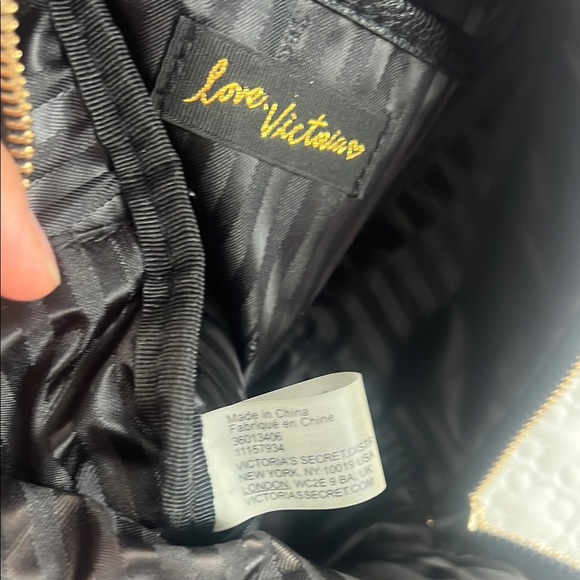 love, Victoria
Made in China
Fabriqué en Chine
36013406
11157934
VICTORIA'S SECRET,DISTR
NEW YORK, NY 10019 USA
LONDON, WC2E 9 BA, UK
VICTORIASSECRET.COM